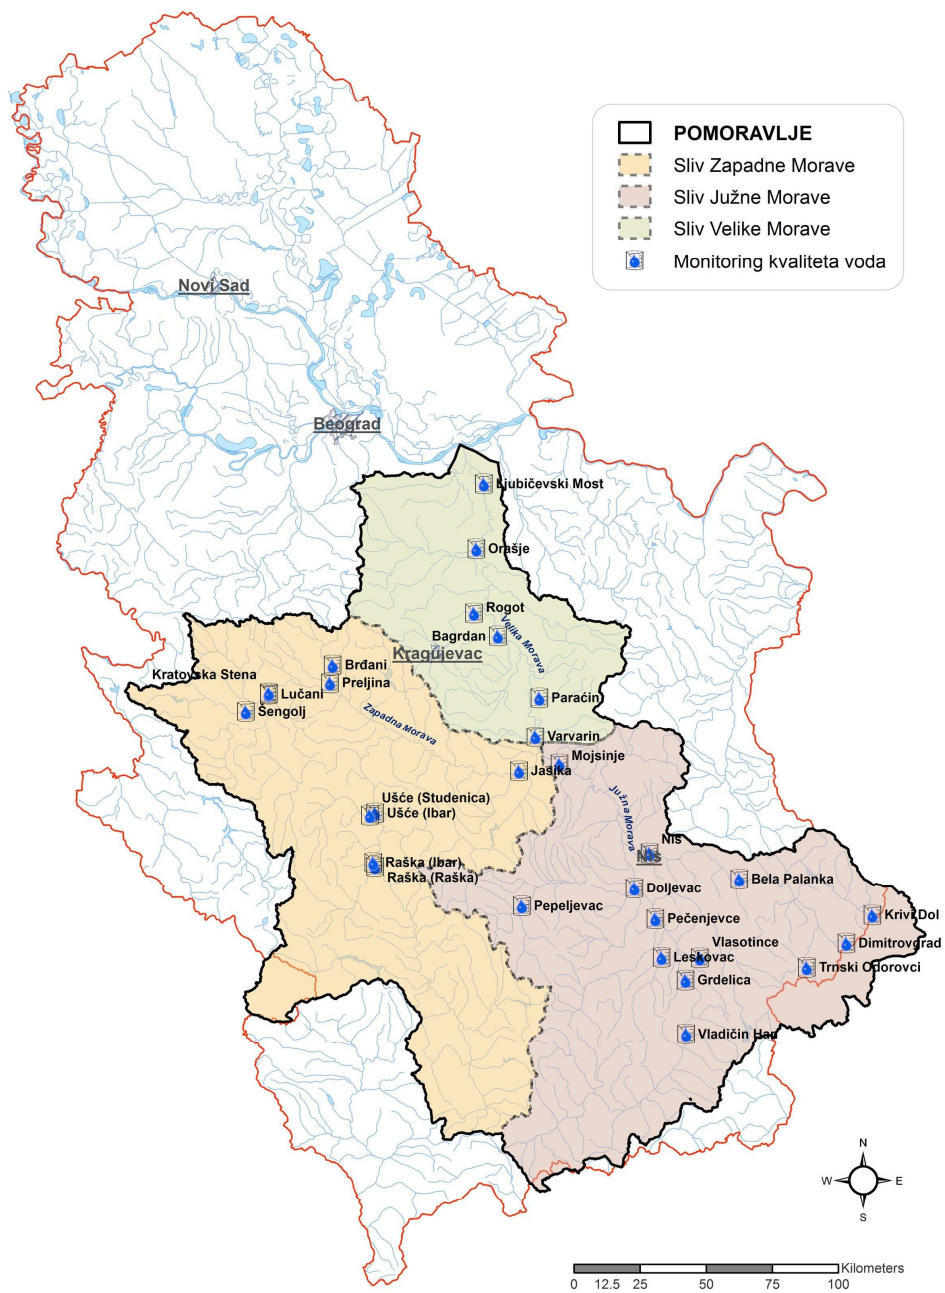 POMORAVLJE
Sliv Zapadne Morave
Sliv Južne Morave
Sliv Velike Morave
Monitoring kvaliteta voda
Novi Sad
Beograd
Ljubičevski Most
Orašje
Rogot
Bagrdan
Velika Morava
Kragujevac
Brđani
Kratovska Stena
Preljina
Lučani
Šengolj
Paraćin
Zapadna Morava
Varvarin
Mojsinje
Jasika
Ušće (Studenica)
Ušće (Ibar)
Južna Morava
Niš
Niš
Raška (Ibar)
Raška (Raška)
Bela Palanka
Doljevac
Pepeljevac
Pečenjevce
Krivi Dol
Vlasotince
Dimitrovgrad
Leskovac
Trnski Odorovci
Grdelica
Vladičin Han
N
W E
S
Kilometers
0 12.5 25 50 75 100